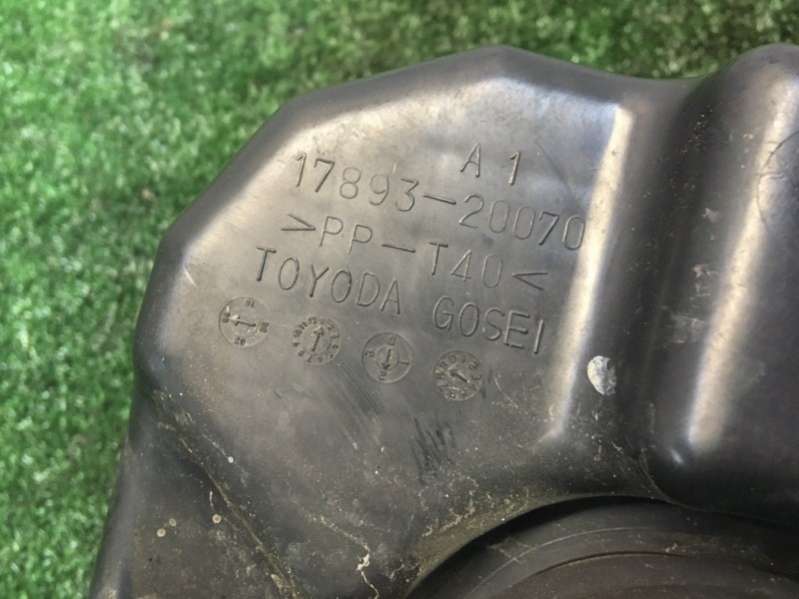 A 1
17893-20070
>PP-T40<
TOYODA GOSEI